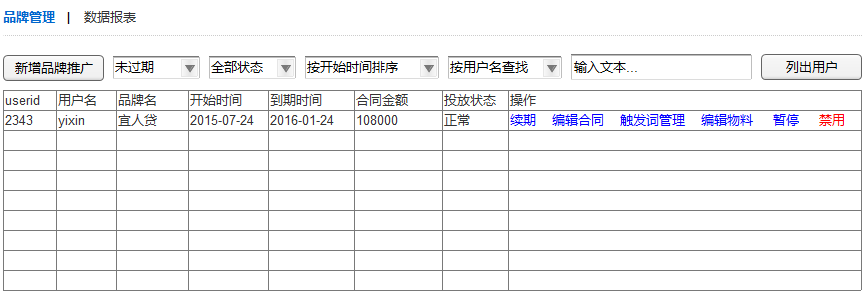 品牌管理 | 数据报表
新增品牌推广 未过期 全部状态 按开始时间排序 按用户名查找 输入文本... 列出用户
userid 用户名 品牌名 开始时间 到期时间 合同金额 投放状态 操作
2343 yixin 宜人贷 2015-07-24 2016-01-24 108000 正常 续期 编辑合同 触发词管理 编辑物料 暂停 禁用